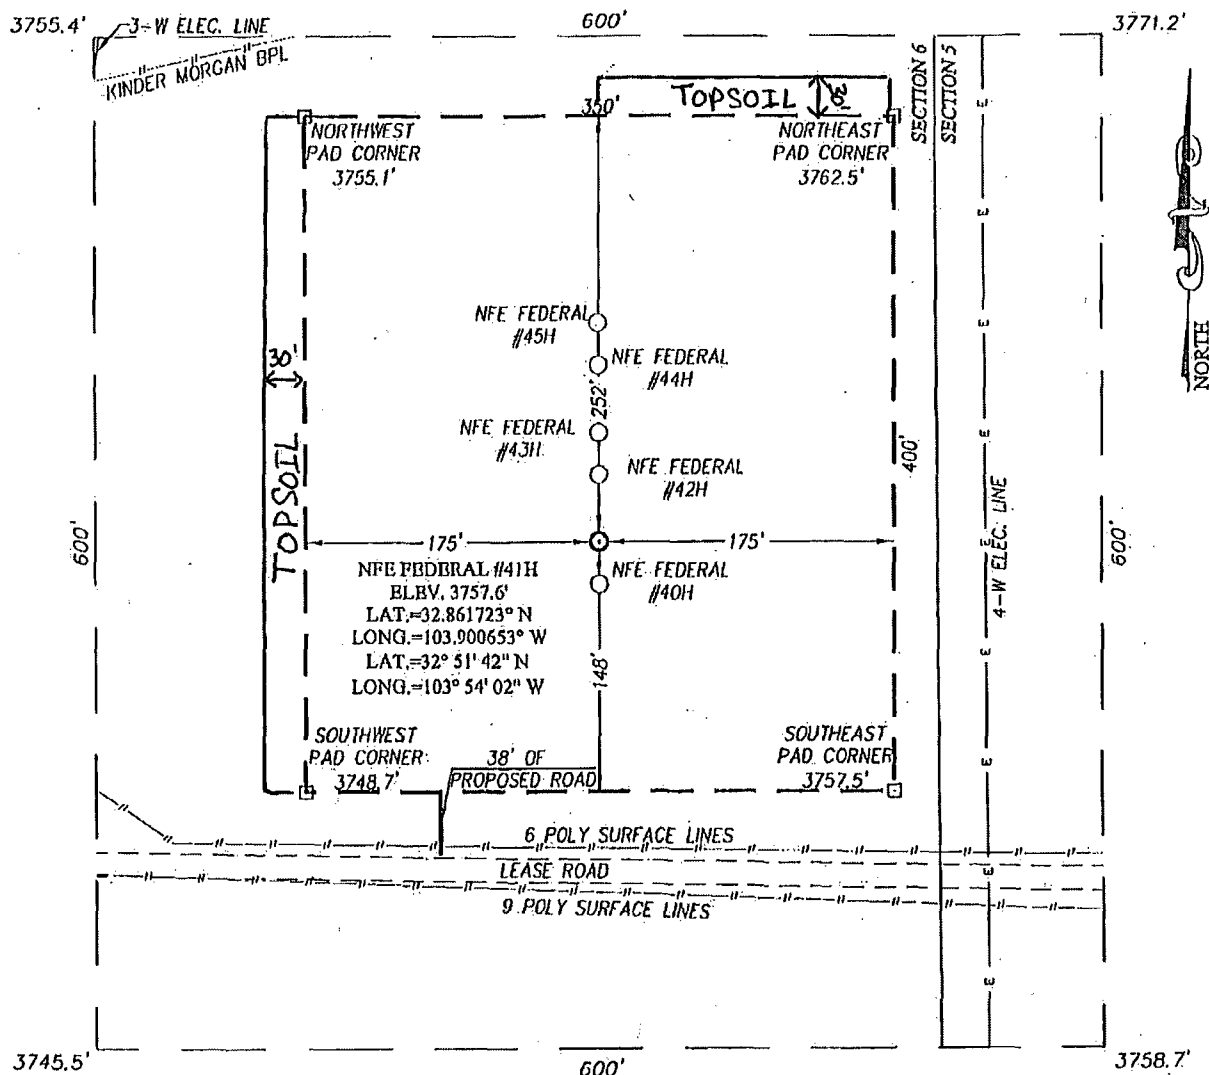 3755.4'
3-W ELEC. LINE
600'
3771.2'
KINDER MORGAN BPL
TOPSOIL
350'
SECTION 6
SECTION 5
NORTHWEST
PAD CORNER
3755.1'
NORTHEAST
PAD CORNER
3762.5'
NORTH
NFE FEDERAL
#45H
NFE FEDERAL
#44H
30'
252'
NFE FEDERAL
#43H
NFE FEDERAL
#42H
400'
TOPSOIL
600'
175'
175'
4-W ELEC. LINE
600'
NFE FEDERAL #41H
ELEV. 3757.6'
LAT.=32.861723° N
LONG.=103.900653° W
LAT.=32° 51' 42" N
LONG.=103° 54' 02" W
NFE FEDERAL
#40H
148'
SOUTHWEST
PAD CORNER
3748.7'
38' OF
PROPOSED ROAD
SOUTHEAST
PAD CORNER
3757.5'
6 POLY SURFACE LINES
LEASE ROAD
9 POLY SURFACE LINES
3745.5'
600'
3758.7'